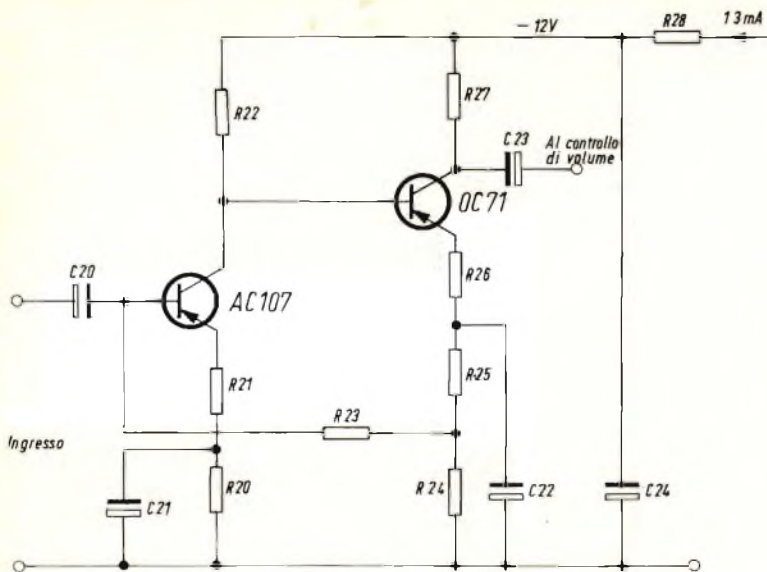 - 12V
R28
13mA
R22
R27
C23
Al controllo
di volume
OC71
C20
AC107
R26
R21
R25
R23
Ingresso
C21
R20
R24
C22
C24